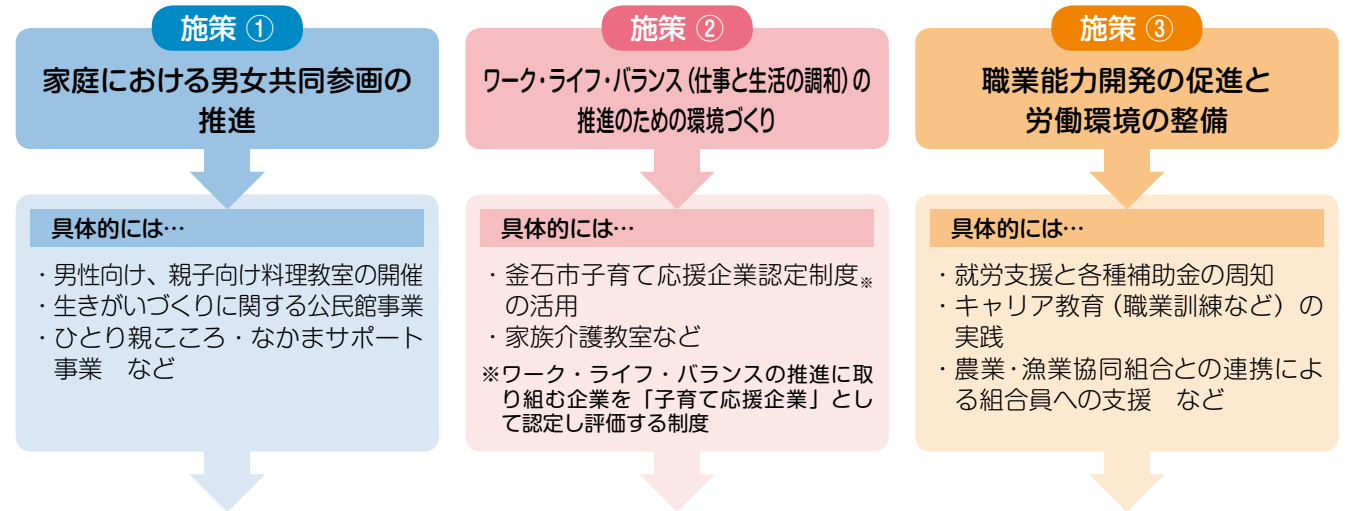 施策 ①
家庭における男女共同参画の
推進
具体的には…
・男性向け、親子向け料理教室の開催
・生きがいづくりに関する公民館事業
・ひとり親こころ・なかまサポート
事業　など
施策 ②
ワーク・ライフ・バランス（仕事と生活の調和）の
推進のための環境づくり
具体的には…
・釜石市子育て応援企業認定制度※
の活用
・家族介護教室など
※ワーク・ライフ・バランスの推進に取
り組む企業を「子育て応援企業」とし
て認定し評価する制度
施策 ③
職業能力開発の促進と
労働環境の整備
具体的には…
・就労支援と各種補助金の周知
・キャリア教育（職業訓練など）の
実践
・農業・漁業協同組合との連携によ
る組合員への支援　など